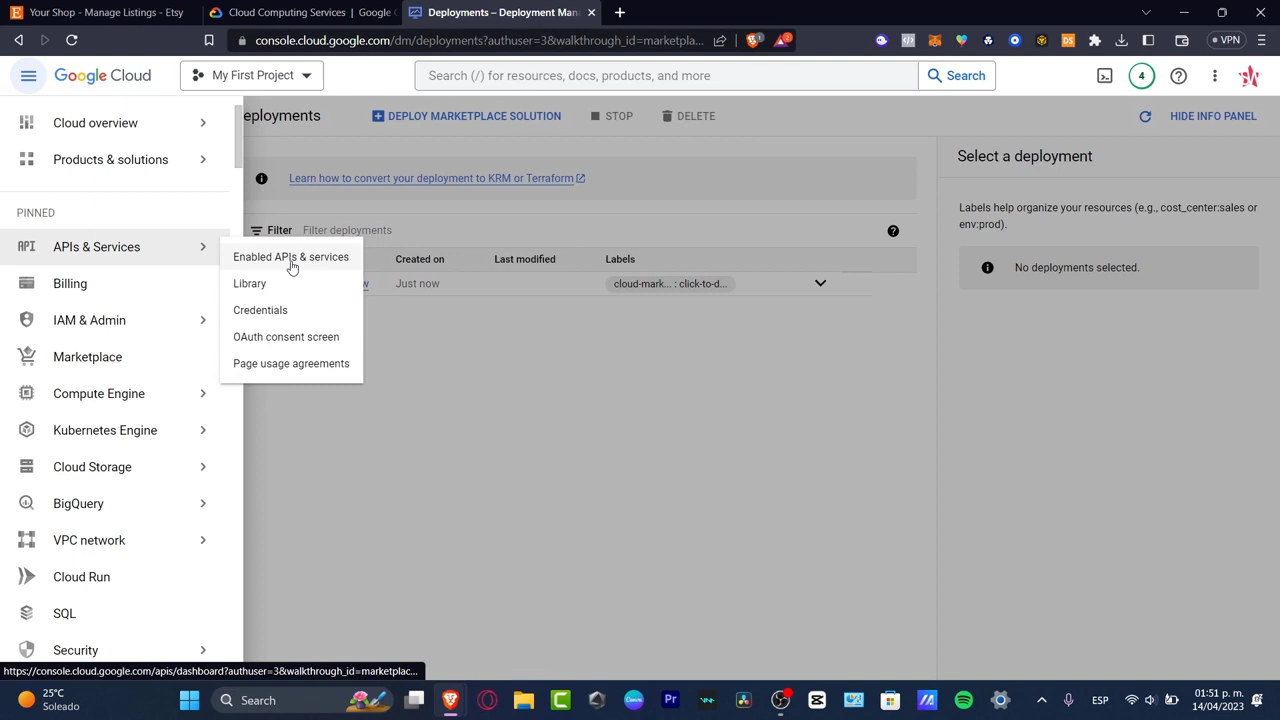 Your Shop - Manage Listings - Etsy
Cloud Computing Services | Google
Deployments – Deployment Man
console.cloud.google.com/dm/deployments?authuser=3&walkthrough_id=marketpla...
1
2
VPN
Google Cloud
My First Project
Search (/) for resources, docs, products, and more
Search
4
Cloud overview
Products & solutions
PINNED
API APIs & Services
Billing
IAM & Admin
Marketplace
Compute Engine
Kubernetes Engine
Cloud Storage
BigQuery
VPC network
Cloud Run
SQL
Security
Enabled APIs & services
Library
Credentials
OAuth consent screen
Page usage agreements
eployments
DEPLOY MARKETPLACE SOLUTION
STOP
DELETE
HIDE INFO PANEL
Learn how to convert your deployment to KRM or Terraform
Filter Filter deployments
Created on
Last modified
Labels
w
Just now
cloud-mark... : click-to-d...
Select a deployment
Labels help organize your resources (e.g., cost_center:sales or
env:prod).
No deployments selected.
https://console.cloud.google.com/apis/dashboard?authuser=3&walkthrough_id=marketplac...
25°C
Soleado
Search
Pr
ESP
01:51 p. m.
14/04/2023